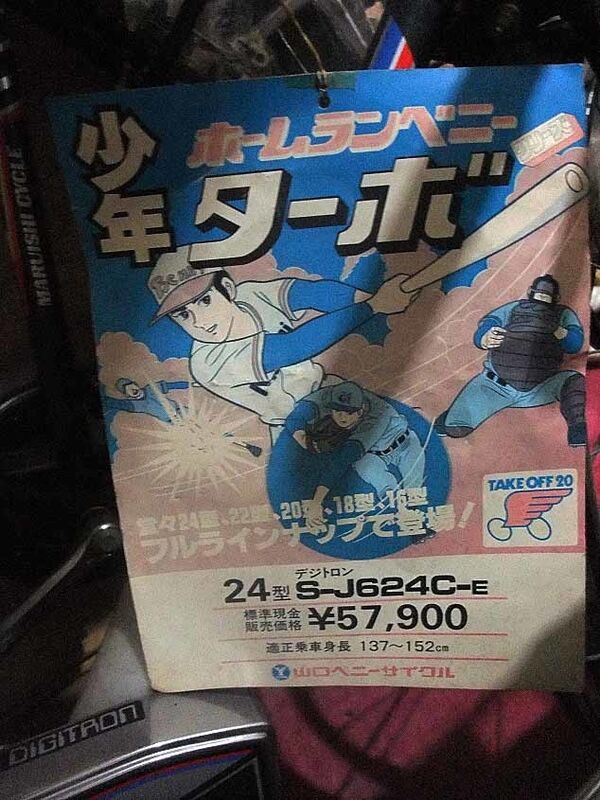 ホームランベニー
シリーズ
少年
ターボ
MARUISHI CYCLE
Benny
TAKE OFF 20
堂々24型、22型、20型、18型、16型
フルラインナップで登場!
デジトロン
24型 S-J624C-E
標準現金
販売価格 ¥57,900
適正乗車身長 137〜152cm
山口ベニーサイクル
DIGITRON